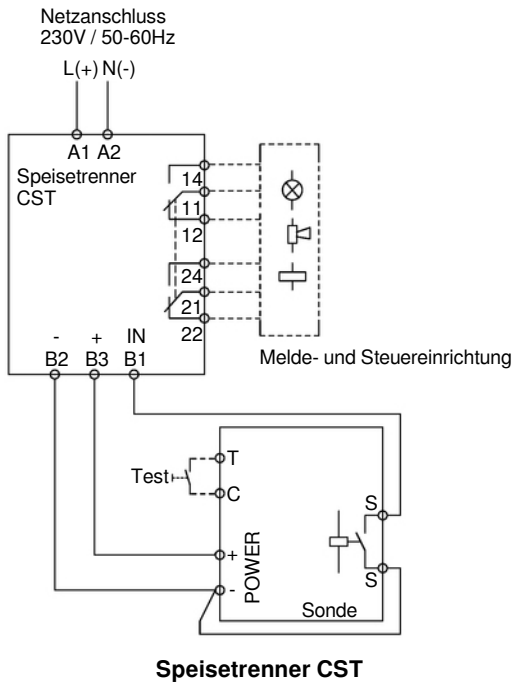 Netzanschluss
230V / 50-60Hz
L(+) N(-)
A1 A2
Speisetrenner
CST
14
11
12
24
21
22
- + IN
B2 B3 B1
Melde- und Steuereinrichtung
Test
T
C
S
+
-
POWER
S
Sonde
Speisetrenner CST